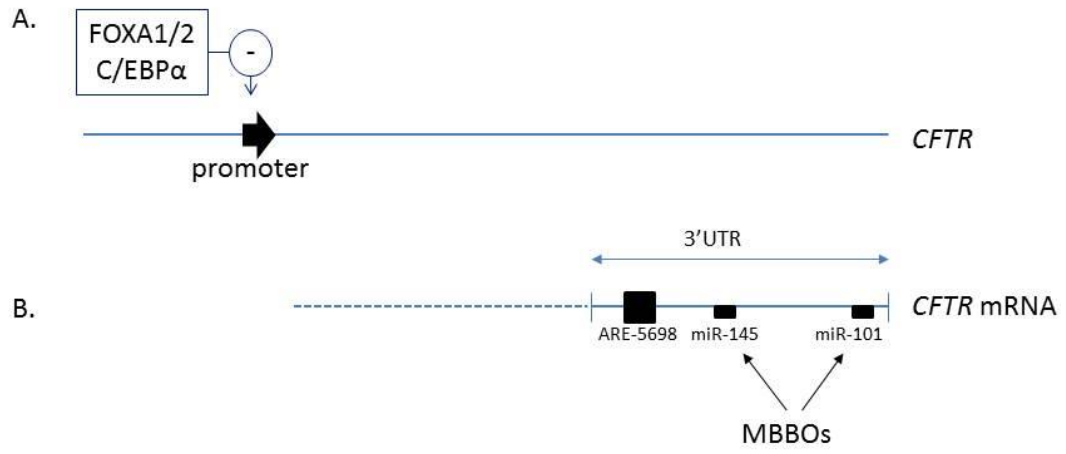 A.
FOXA1/2
C/EBPα
-
CFTR
promoter
3'UTR
B.
CFTR mRNA
ARE-5698 miR-145 miR-101
MBBOs